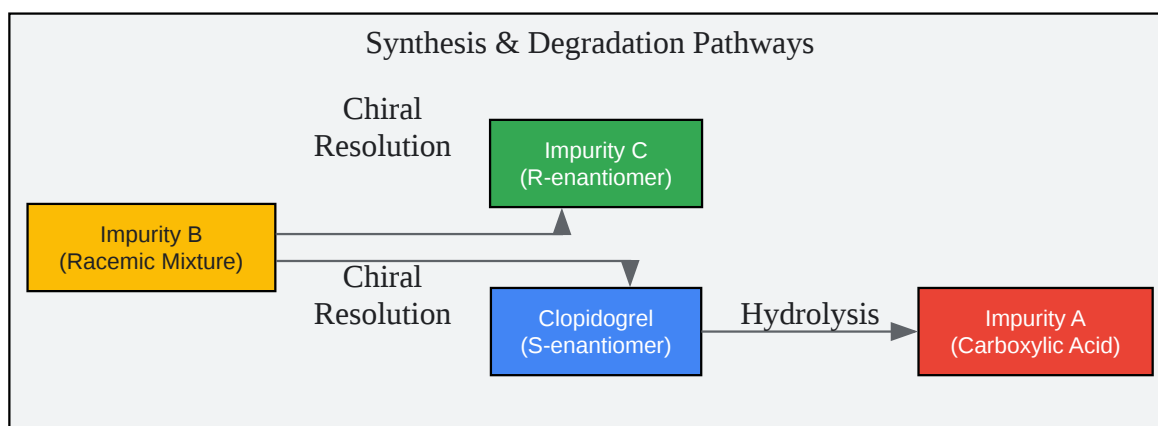 Synthesis & Degradation Pathways
Chiral
Resolution
Impurity C
(R-enantiomer)
Impurity B
(Racemic Mixture)
Chiral
Resolution
Clopidogrel
(S-enantiomer)
Hydrolysis
Impurity A
(Carboxylic Acid)